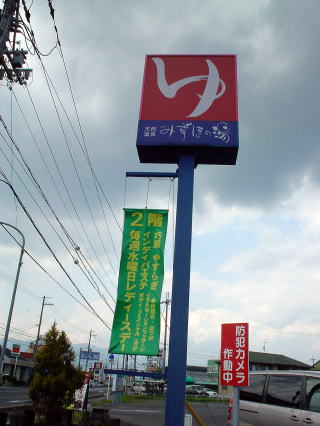 ゆ
天然
温泉
みずほの湯
2階
巧房 やすらぎ
インディバエステ
毎週水曜日レディースデー
防犯カメラ
作動中